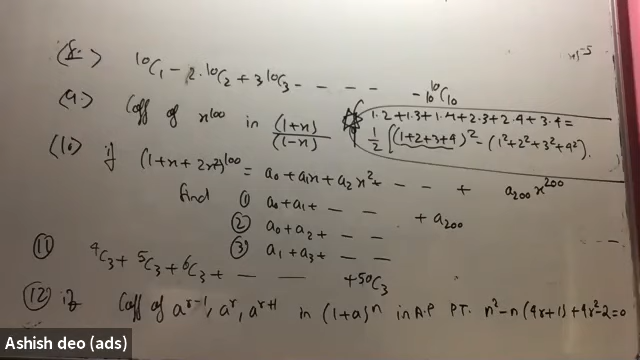 (8.) ¹⁰C₁ - 2.¹⁰C₂ + 3¹⁰C₃ - - - - - 10 ¹⁰C₁₀
(9.) Coff of x¹⁰⁰ in (1+x)/(1-x)
1.2+1.3+1.4+2.3+2.4+3.4=
1/2 [(1+2+3+4)² - (1²+2²+3²+4²).
(10.) if (1+x+2x²)¹⁰⁰ = a₀+a₁x+a₂x²+ - - + a₂₀₀x²⁰⁰
find ① a₀+a₁+ - - + a₂₀₀
② a₀+a₂+ - -
③ a₁+a₃+ - -
⑪ ⁴C₃+ ⁵C₃+⁶C₃+ - - +⁵⁰C₃
⑫ if Coff of aʳ⁻¹, aʳ, aʳ⁺¹ in (1+a)ⁿ in A.P PT. n²-n(4r+1)+4r²-2=0
Ashish deo (ads)